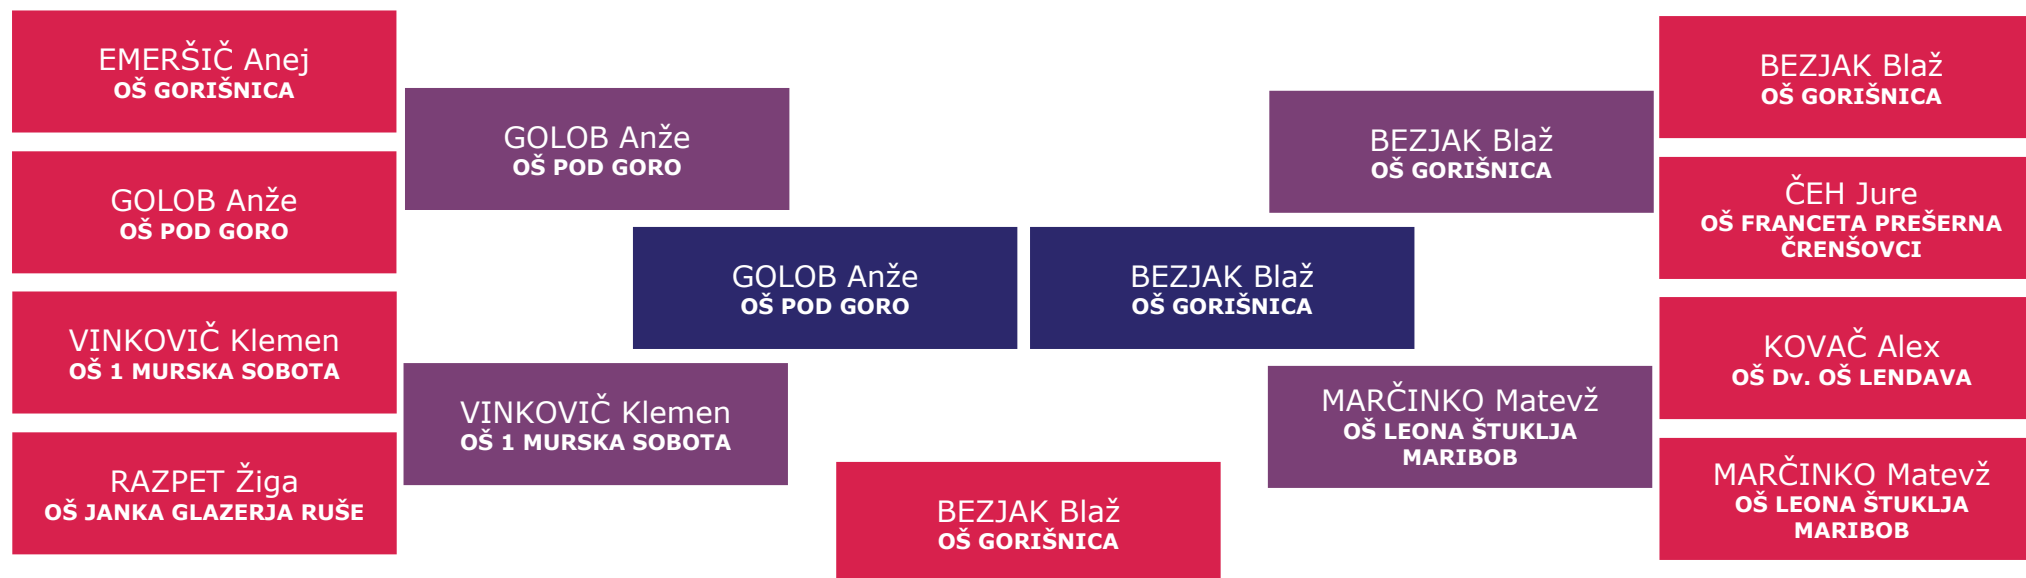 EMERŠIČ Anej
OŠ GORIŠNICA
GOLOB Anže
OŠ POD GORO
VINKOVIČ Klemen
OŠ 1 MURSKA SOBOTA
RAZPET Žiga
OŠ JANKA GLAZERJA RUŠE
GOLOB Anže
OŠ POD GORO
VINKOVIČ Klemen
OŠ 1 MURSKA SOBOTA
GOLOB Anže
OŠ POD GORO
BEZJAK Blaž
OŠ GORIŠNICA
BEZJAK Blaž
OŠ GORIŠNICA
BEZJAK Blaž
OŠ GORIŠNICA
MARČINKO Matevž
OŠ LEONA ŠTUKLJA
MARIBOB
BEZJAK Blaž
OŠ GORIŠNICA
ČEH Jure
OŠ FRANCETA PREŠERNA
ČRENŠOVCI
KOVAČ Alex
OŠ Dv. OŠ LENDAVA
MARČINKO Matevž
OŠ LEONA ŠTUKLJA
MARIBOB